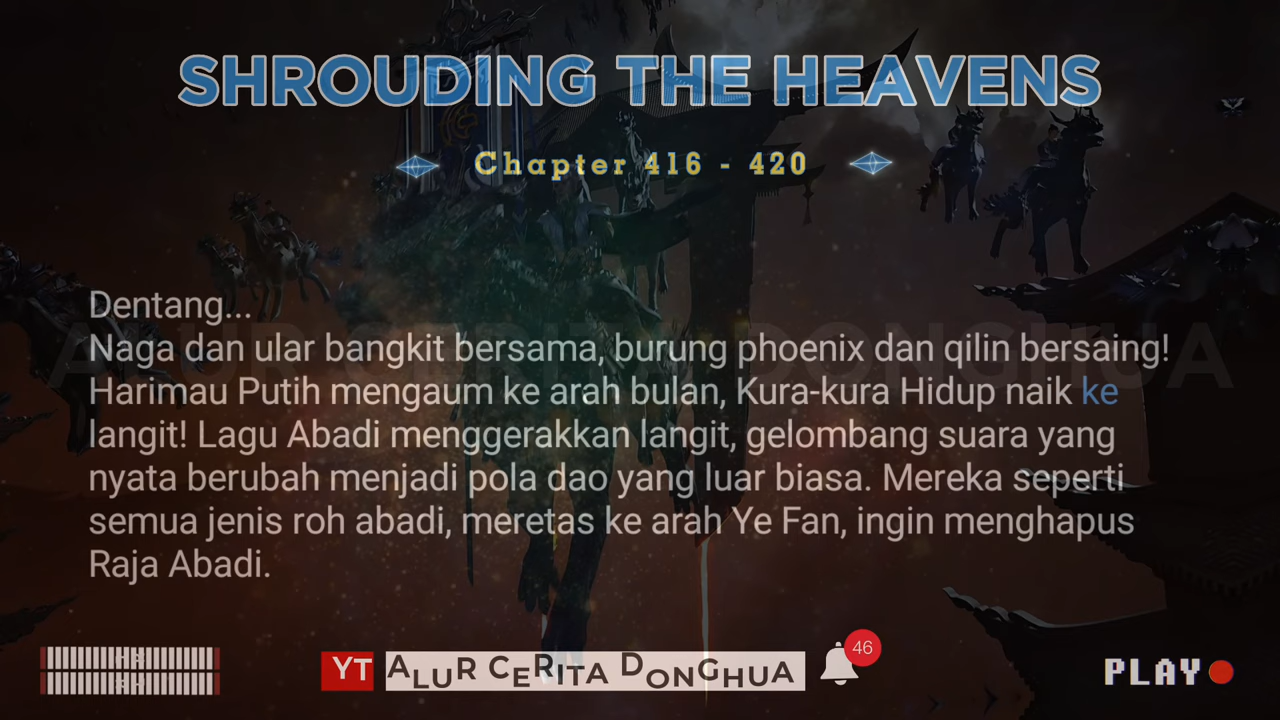 SHROUDING THE HEAVENS
Chapter 416 - 420
Dentang...
Naga dan ular bangkit bersama, burung phoenix dan qilin bersaing!
Harimau Putih mengaum ke arah bulan, Kura-kura Hidup naik ke
langit! Lagu Abadi menggerakkan langit, gelombang suara yang
nyata berubah menjadi pola dao yang luar biasa. Mereka seperti
semua jenis roh abadi, meretas ke arah Ye Fan, ingin menghapus
Raja Abadi.
ALUR CERITA DONGHUA
YT ALUR CERITA DONGHUA 46
PLAY